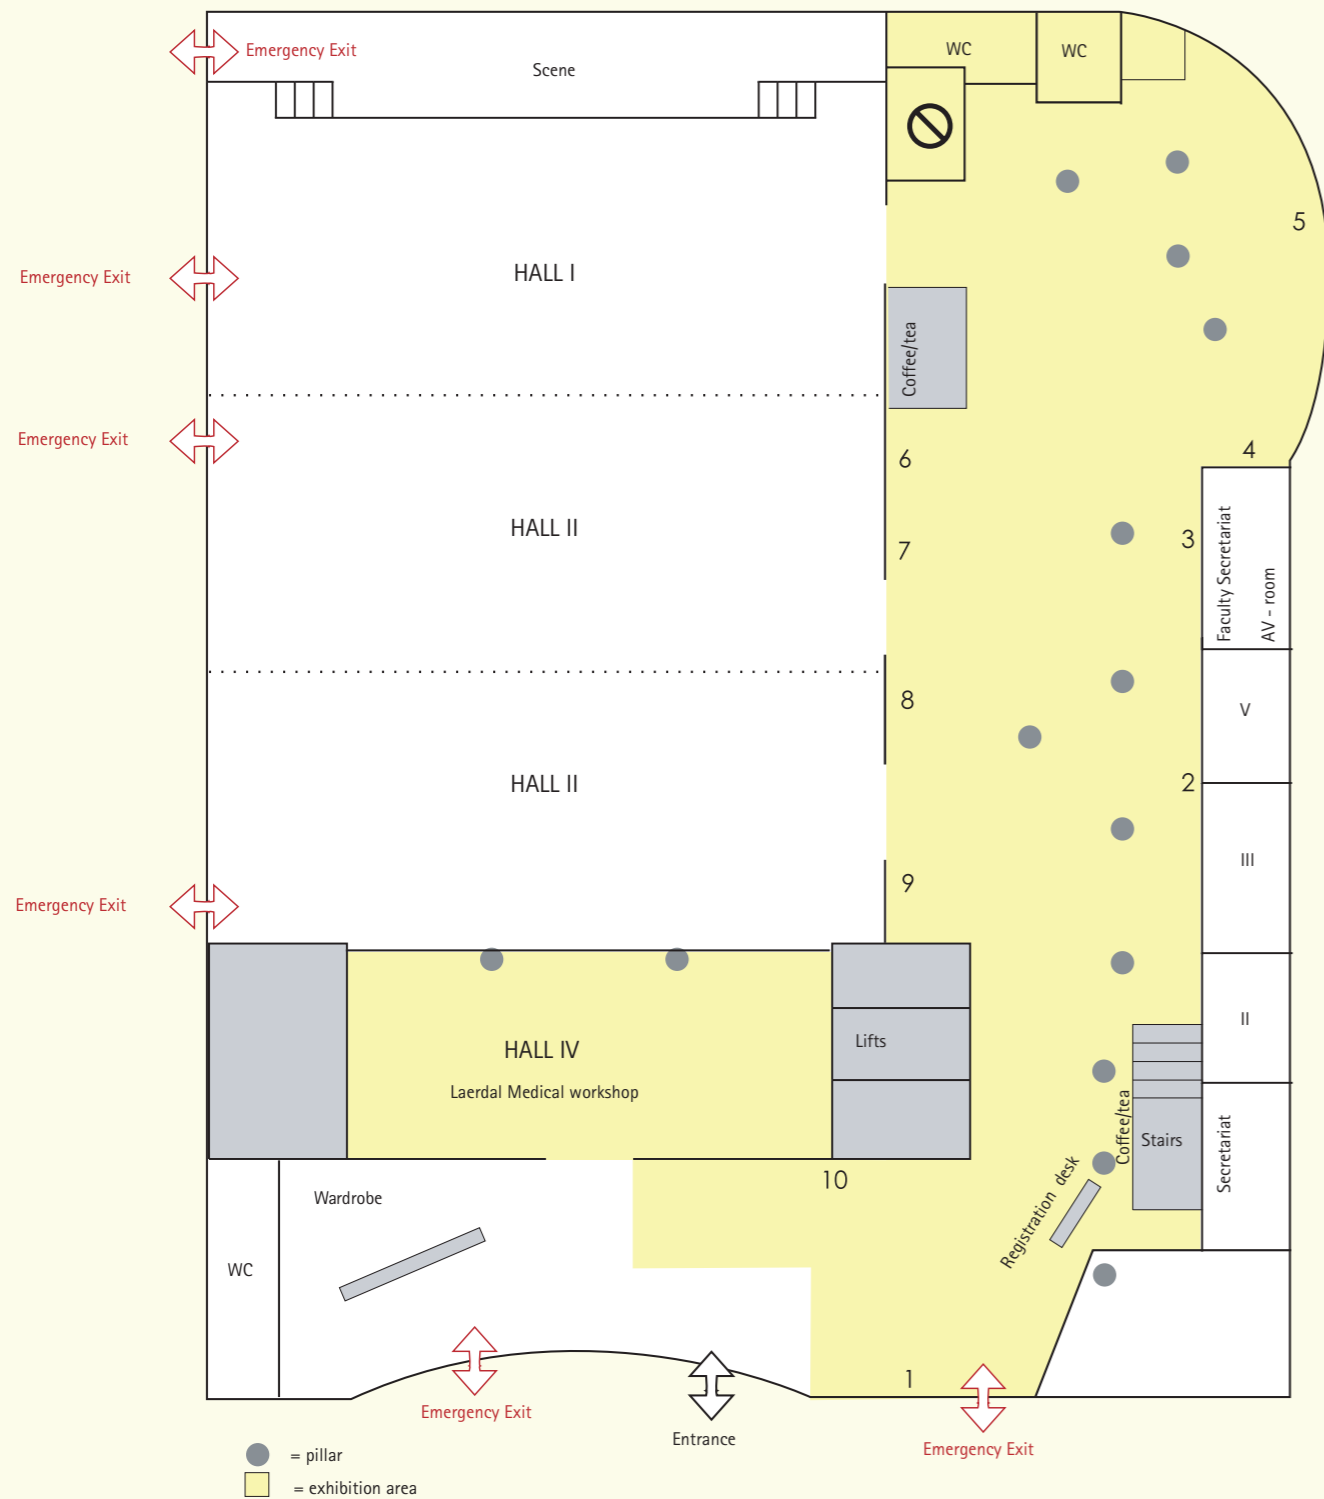 Emergency Exit
Scene
WC
WC
HALL I
5
Emergency Exit
Coffee/tea
Emergency Exit
6
4
HALL II
7
3
Faculty Secretariat
AV - room
8
V
HALL II
2
9
III
Emergency Exit
HALL IV
Laerdal Medical workshop
Lifts
II
Coffee/tea
Stairs
Secretariat
10
Registration desk
Wardrobe
WC
1
Emergency Exit
Entrance
Emergency Exit
= pillar
= exhibition area